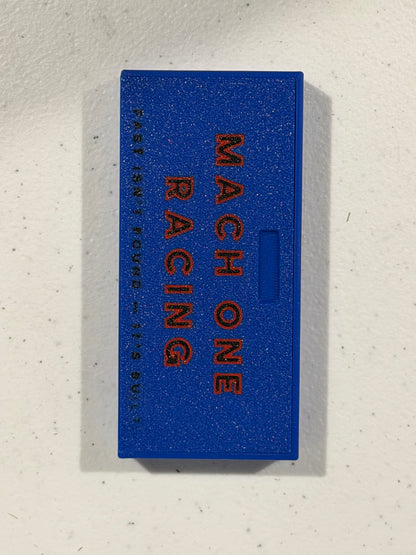 MACH ONE
RACING
FAST ISN'T FOUND — IT'S BUILT